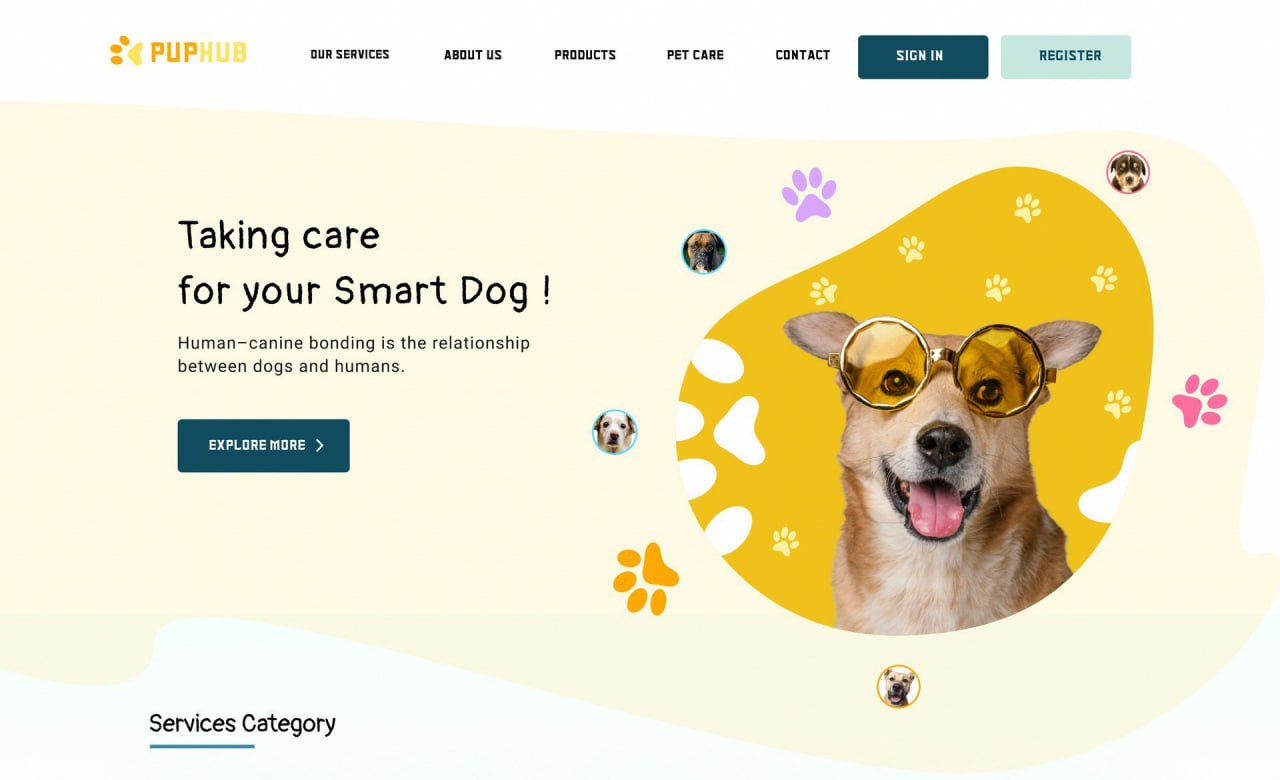 PUPHUB
OUR SERVICES
ABOUT US
PRODUCTS
PET CARE
CONTACT
SIGN IN
REGISTER
Taking care
for your Smart Dog !
Human–canine bonding is the relationship
between dogs and humans.
EXPLORE MORE
Services Category